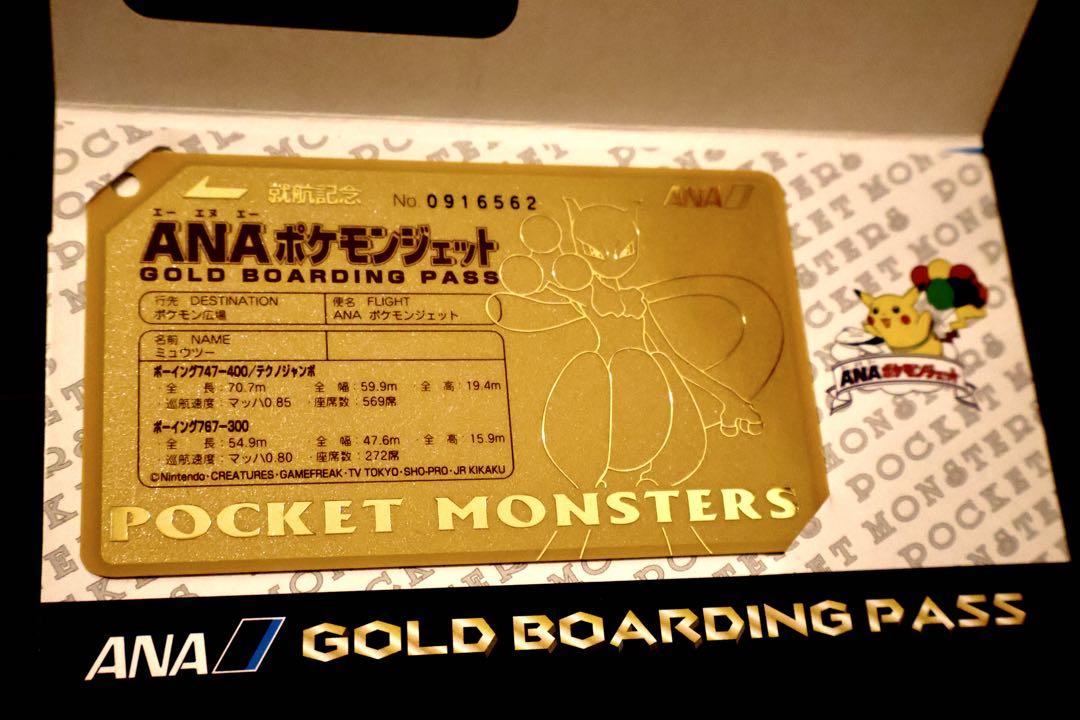 就航記念 No. 0916562 ANA
エー エヌ エー
ANAポケモンジェット
GOLD BOARDING PASS
行先 DESTINATION
ポケモン広場
便名 FLIGHT
ANA ポケモンジェット
名前 NAME
ミュウツー
ボーイング747-400/テクノジャンボ
・全 長:70.7m ・全 幅:59.9m ・全 高:19.4m
・巡航速度:マッハ0.85 ・座席数:569席
ボーイング767-300
・全 長:54.9m ・全 幅:47.6m ・全 高:15.9m
・巡航速度:マッハ0.80 ・座席数:272席
©Nintendo・CREATURES・GAMEFREAK・TV TOKYO・SHO-PRO・JR KIKAKU
POCKET MONSTERS
ANAポケモンジェット
ANA GOLD BOARDING PASS
POCKET MONSTERS